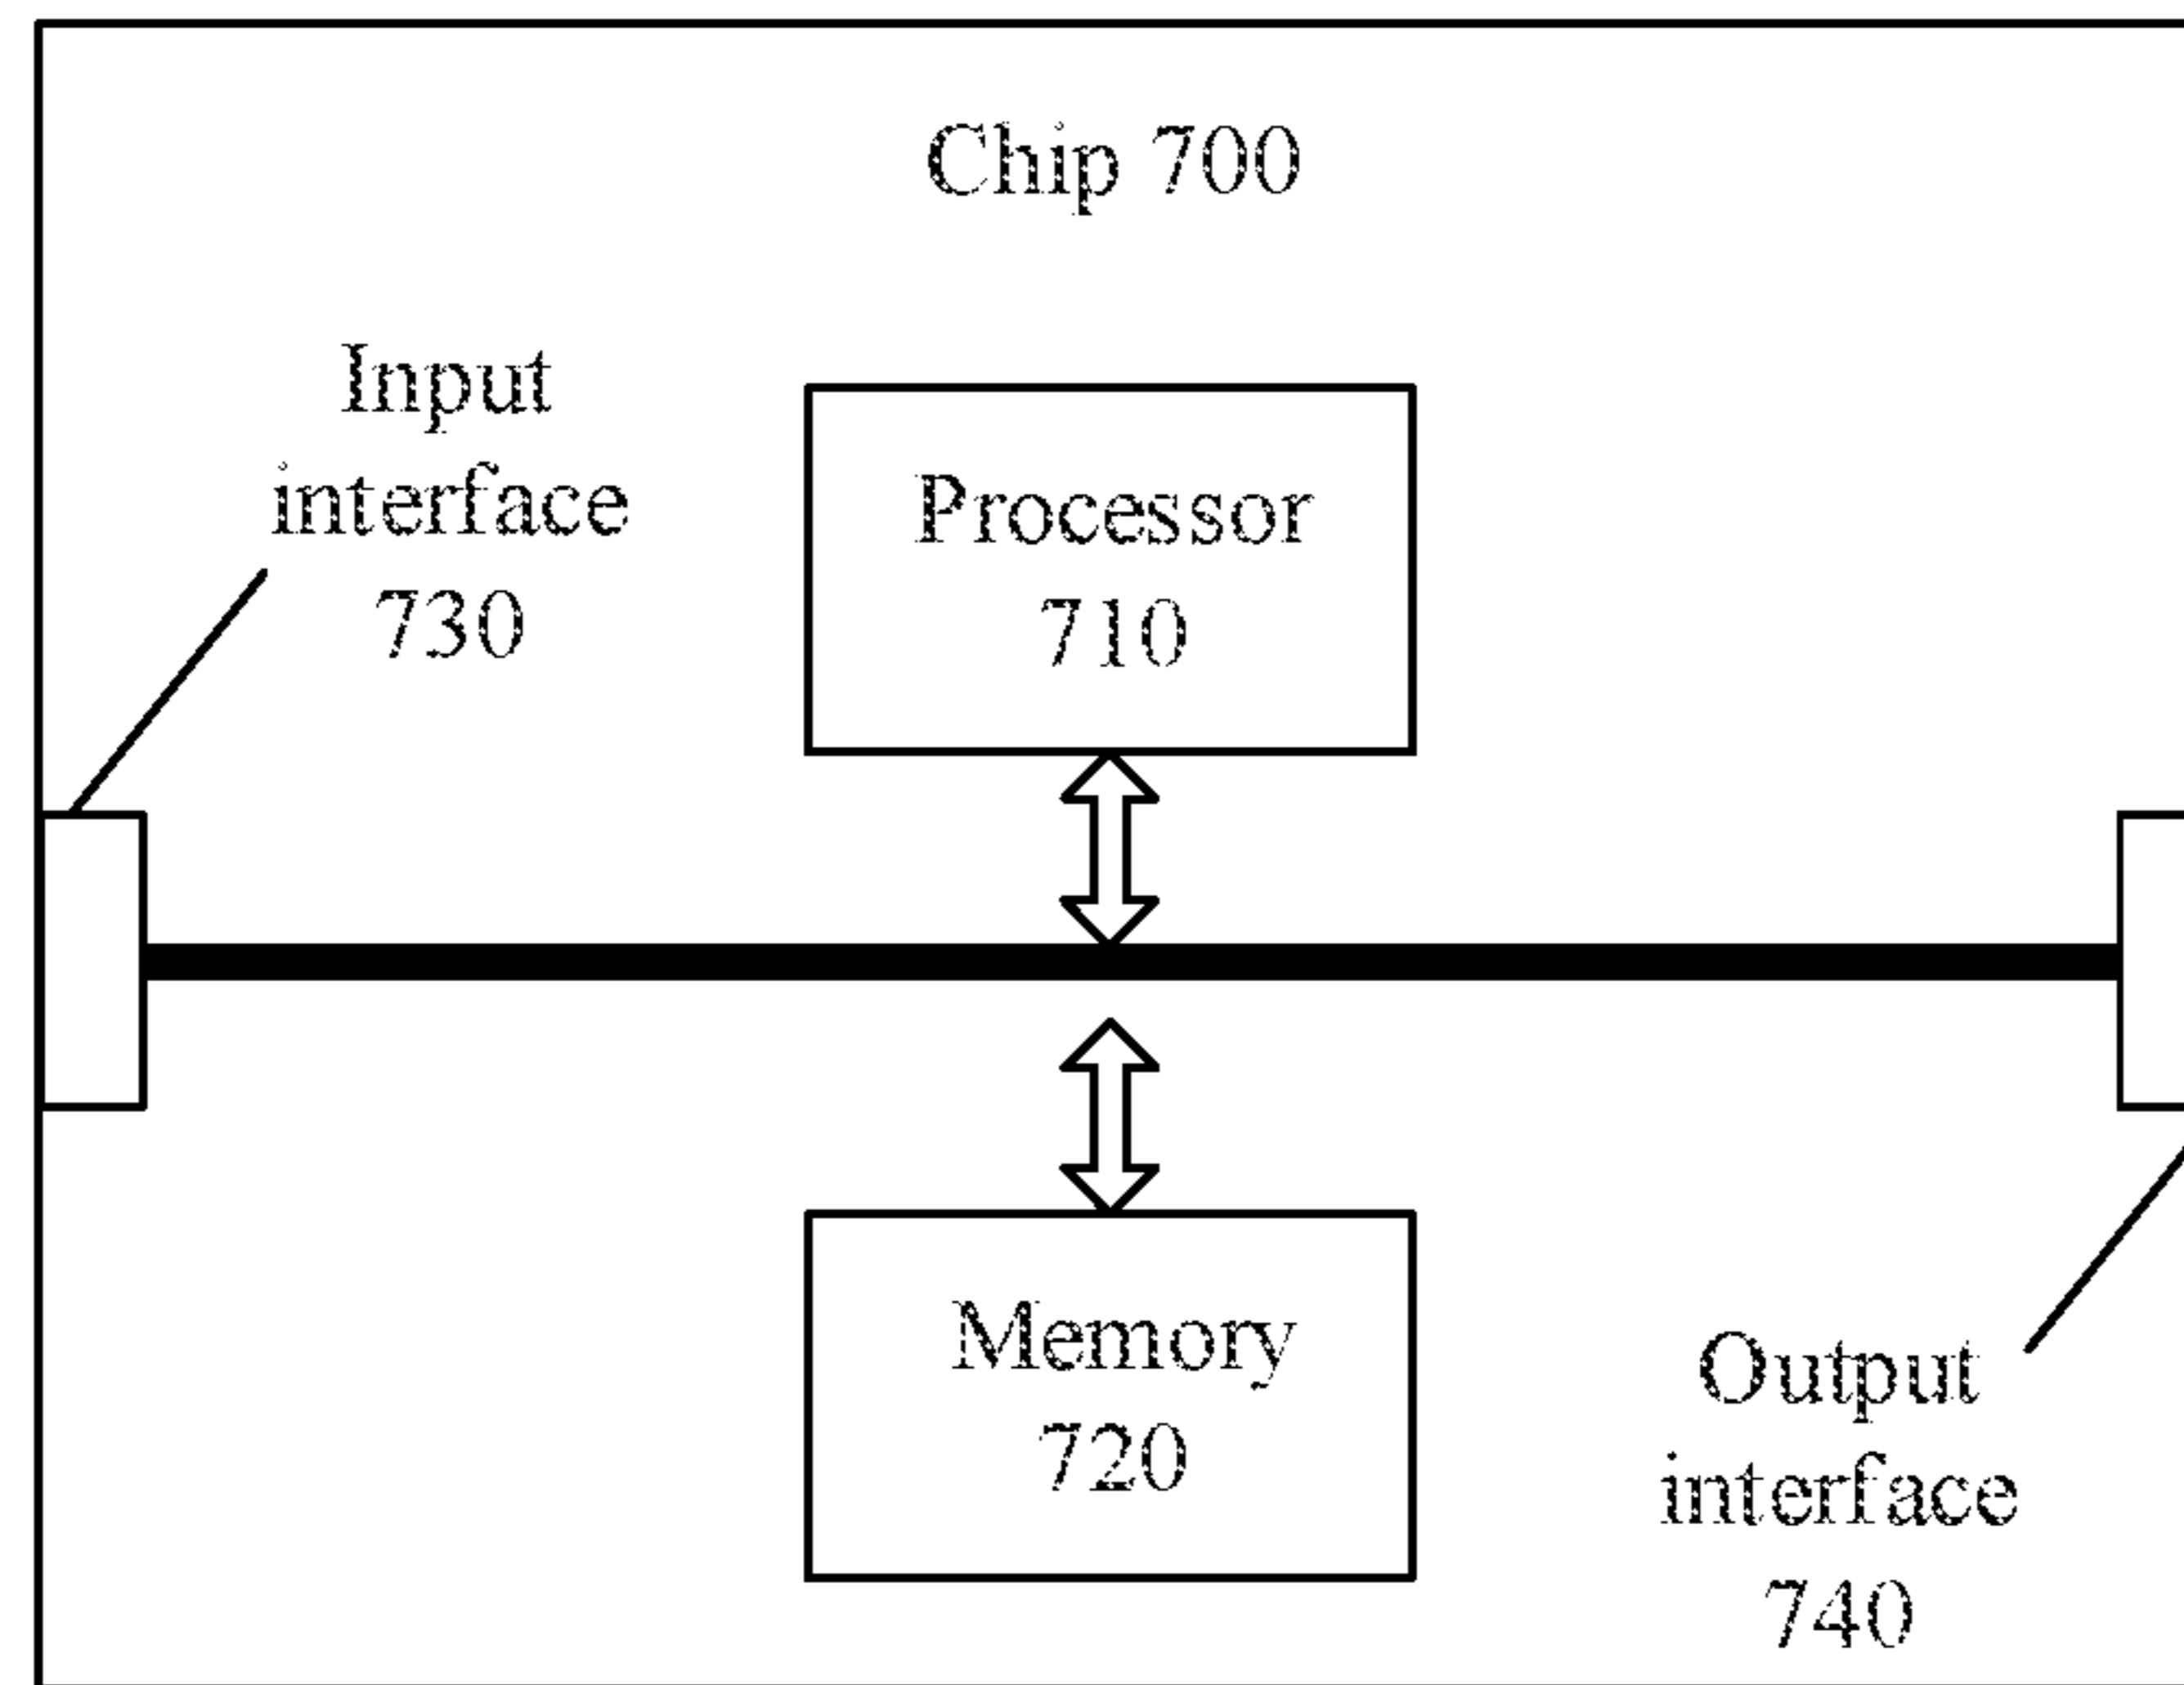 Chip 700
Input
interface
730
Processor
710
Memory
720
Output
interface
740